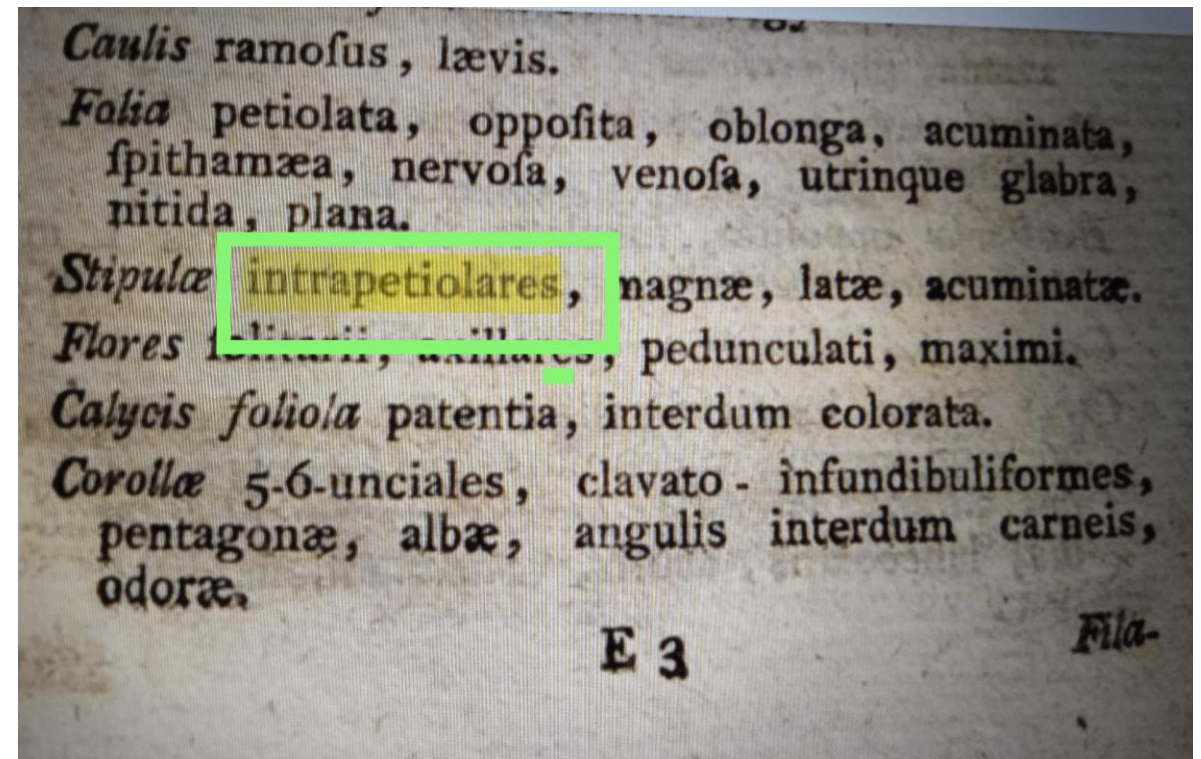 Caulis ramoſus, lævis.
Folia petiolata, oppoſita, oblonga, acuminata,
ſpithamæa, nervoſa, venoſa, utrinque glabra,
nitida, plana.
Stipulæ intrapetiolares, magnæ, latæ, acuminatæ.
Flores ſolitarii, axillares, pedunculati, maximi.
Calycis foliola patentia, interdum colorata.
Corollæ 5-6-unciales, clavato - infundibuliformes,
pentagonæ, albæ, angulis interdum carneis,
odoræ.
E 3 Fila-